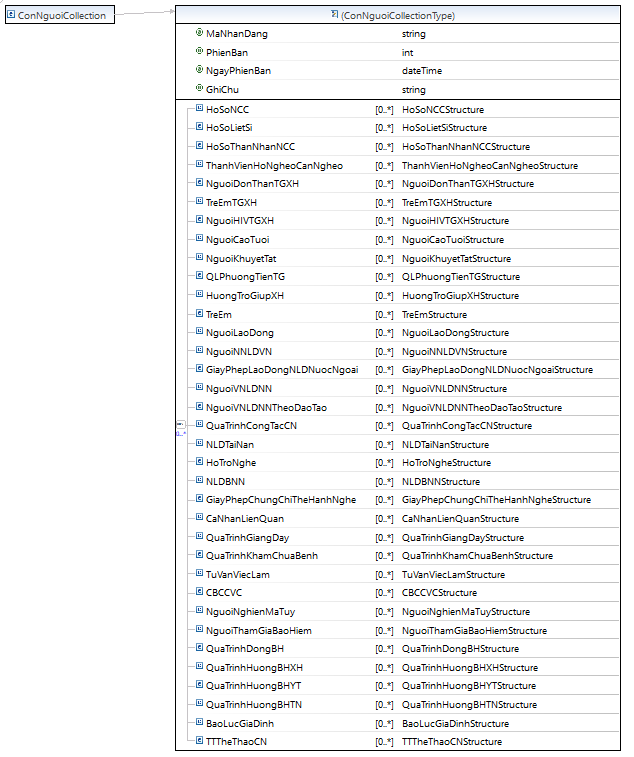 ConNguoiCollection
(ConNguoiCollectionType)
MaNhanDang string
PhienBan int
NgayPhienBan dateTime
GhiChu string
HoSoNCC [0..*] HoSoNCCStructure
HoSoLietSi [0..*] HoSoLietSiStructure
HoSoThanNhanNCC [0..*] HoSoThanNhanNCCStructure
ThanhVienHoNgheoCanNgheo [0..*] ThanhVienHoNgheoCanNgheoStructure
NguoiDonThanTGXH [0..*] NguoiDonThanTGXHStructure
TreEmTGXH [0..*] TreEmTGXHStructure
NguoiHIVTGXH [0..*] NguoiHIVTGXHStructure
NguoiCaoTuoi [0..*] NguoiCaoTuoiStructure
NguoiKhuyetTat [0..*] NguoiKhuyetTatStructure
QLPhuongTienTG [0..*] QLPhuongTienTGStructure
HuongTroGiupXH [0..*] HuongTroGiupXHStructure
TreEm [0..*] TreEmStructure
NguoiLaoDong [0..*] NguoiLaoDongStructure
NguoiNNLDVN [0..*] NguoiNNLDVNStructure
GiayPhepLaoDongNLDNuocNgoai [0..*] GiayPhepLaoDongNLDNuocNgoaiStructure
NguoiVNLDNN [0..*] NguoiVNLDNNStructure
NguoiVNLDNNTheoDaoTao [0..*] NguoiVNLDNNTheoDaoTaoStructure
QuaTrinhCongTacCN [0..*] QuaTrinhCongTacCNStructure
0..*
NLDTaiNan [0..*] NLDTaiNanStructure
HoTroNghe [0..*] HoTroNgheStructure
NLDBNN [0..*] NLDBNNStructure
GiayPhepChungChiTheHanhNghe [0..*] GiayPhepChungChiTheHanhNgheStructure
CaNhanLienQuan [0..*] CaNhanLienQuanStructure
QuaTrinhGiangDay [0..*] QuaTrinhGiangDayStructure
QuaTrinhKhamChuaBenh [0..*] QuaTrinhKhamChuaBenhStructure
TuVanViecLam [0..*] TuVanViecLamStructure
CBCCVC [0..*] CBCCVCStructure
NguoiNghienMaTuy [0..*] NguoiNghienMaTuyStructure
NguoiThamGiaBaoHiem [0..*] NguoiThamGiaBaoHiemStructure
QuaTrinhDongBH [0..*] QuaTrinhDongBHStructure
QuaTrinhHuongBHXH [0..*] QuaTrinhHuongBHXHStructure
QuaTrinhHuongBHYT [0..*] QuaTrinhHuongBHYTStructure
QuaTrinhHuongBHTN [0..*] QuaTrinhHuongBHTNStructure
BaoLucGiaDinh [0..*] BaoLucGiaDinhStructure
TTTheThaoCN [0..*] TTTheThaoCNStructure